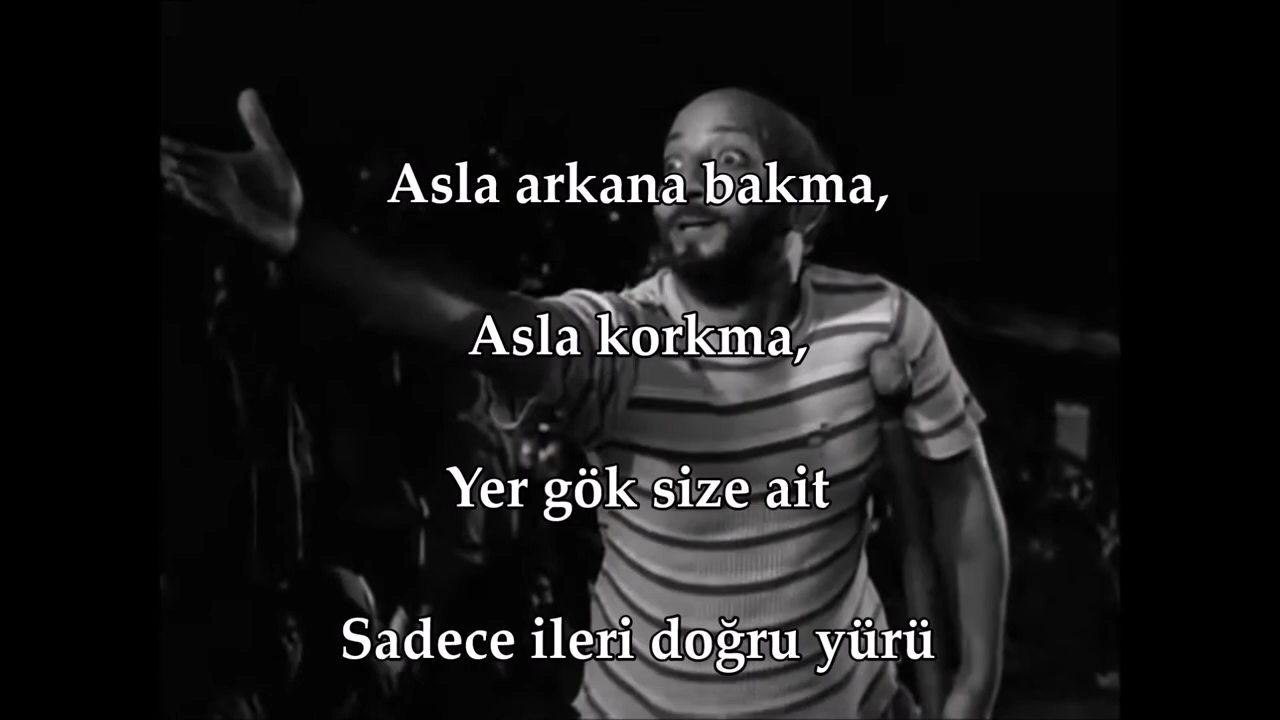 Asla arkana bakma,
Asla korkma,
Yer gök size ait
Sadece ileri doğru yürü